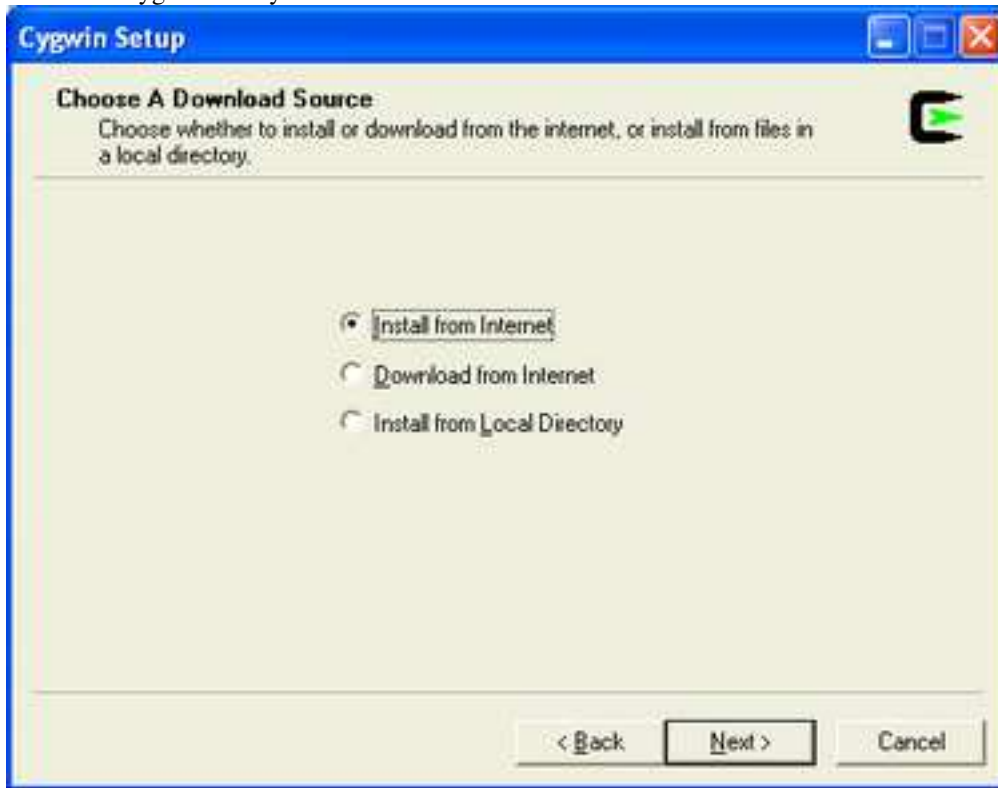 Cygwin Setup
Choose A Download Source
Choose whether to install or download from the internet, or install from files in
a local directory.
Install from Internet
Download from Internet
Install from Local Directory
< Back Next > Cancel